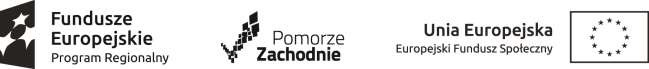 Fundusze
Europejskie
Program Regionalny
Pomorze
Zachodnie
Unia Europejska
Europejski Fundusz Społeczny